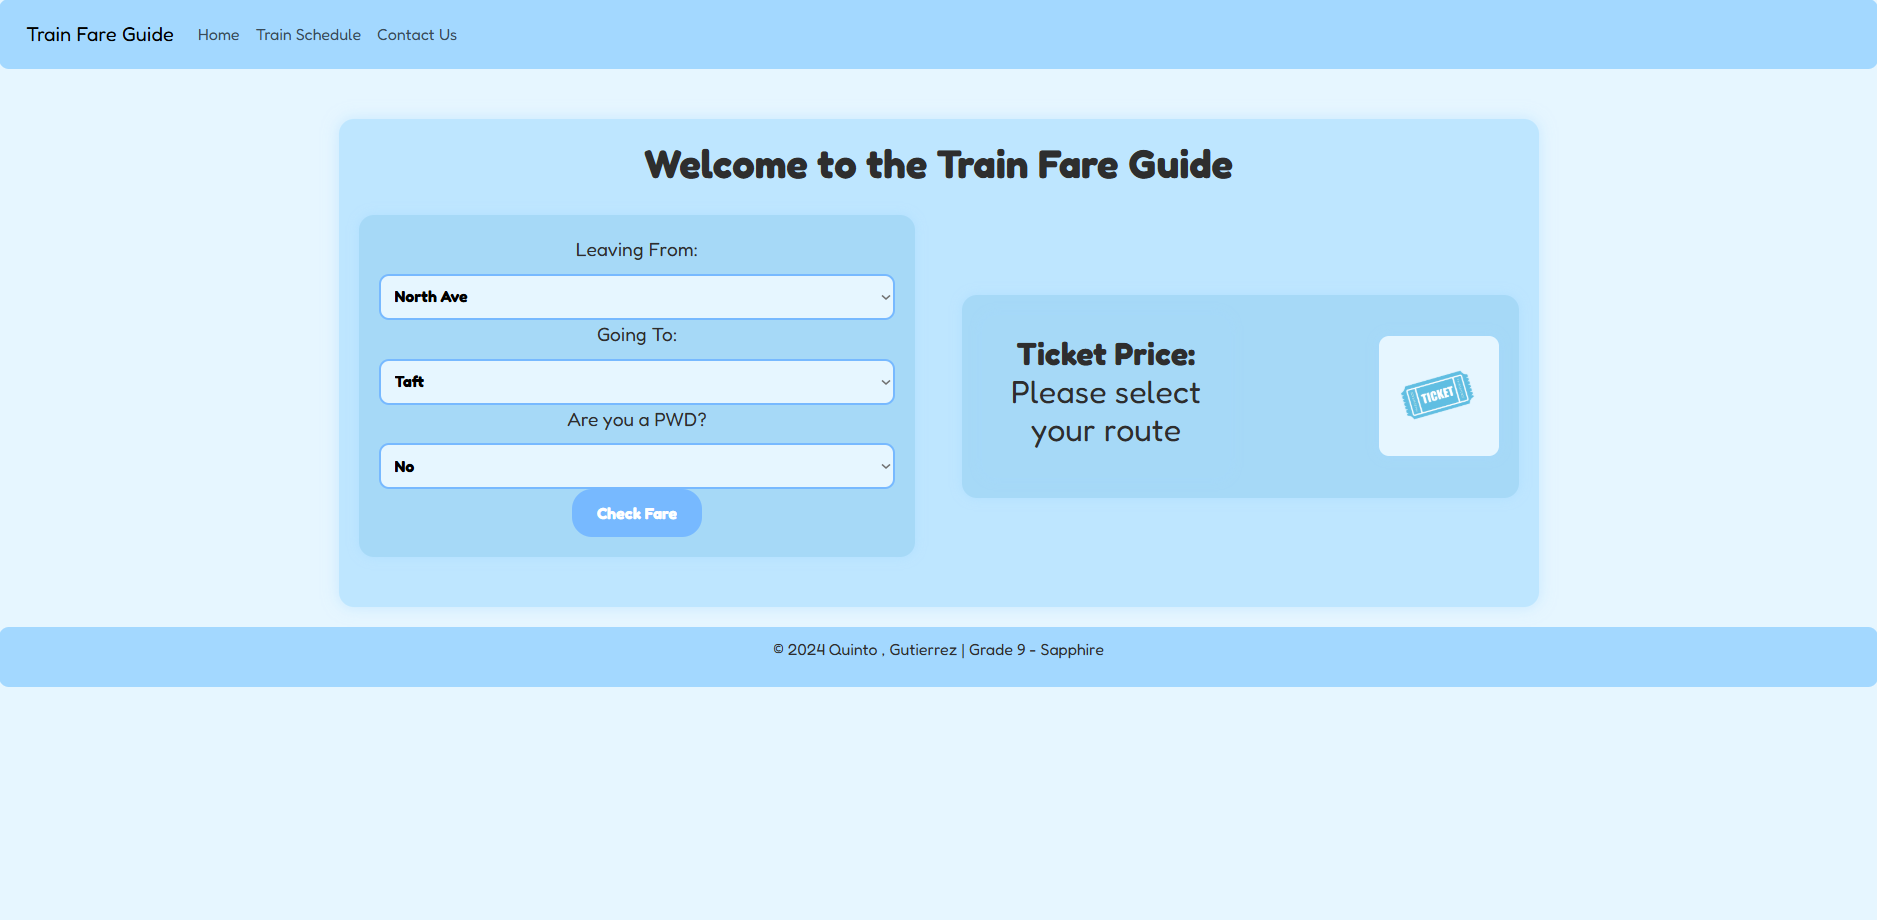 Train Fare Guide Home Train Schedule Contact Us
Welcome to the Train Fare Guide
Leaving From:
North Ave
Going To:
Taft
Are you a PWD?
No
Check Fare
Ticket Price:
Please select
your route
TICKET
© 2024 Quinto , Gutierrez | Grade 9 - Sapphire